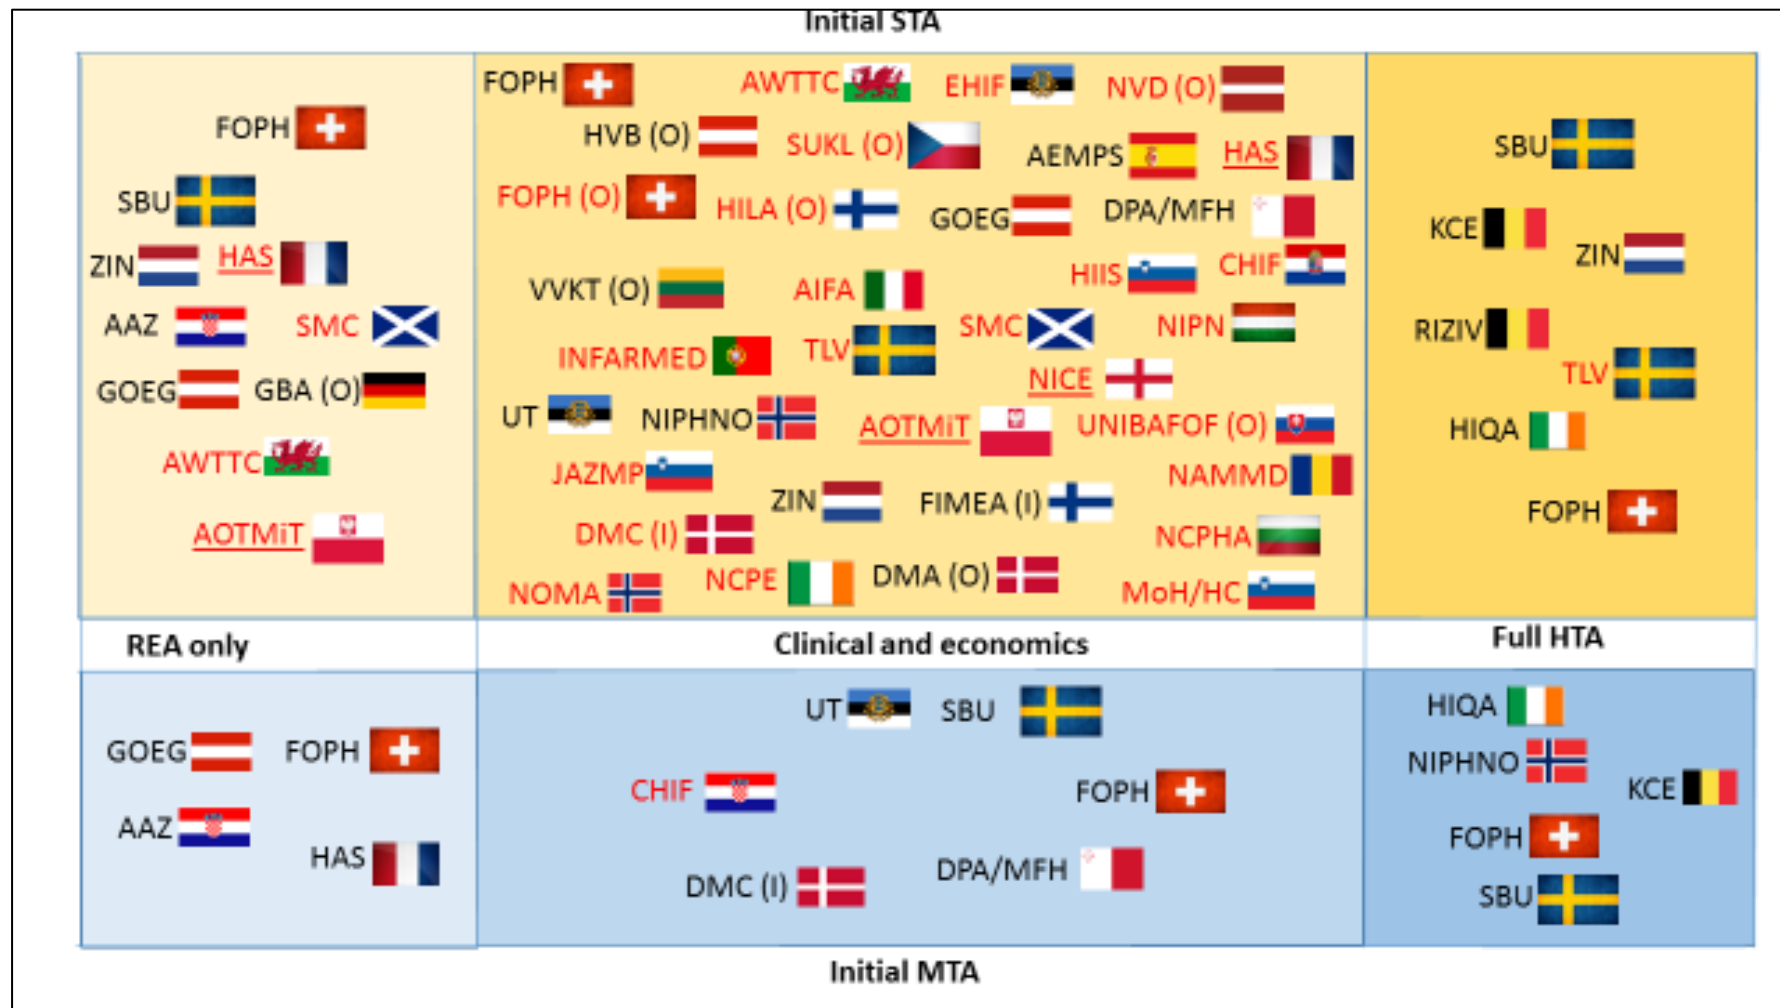 Initial STA
FOPH
SBU
ZIN HAS
AAZ SMC
GOEG GBA (O)
AWTTC
AOTMiT
FOPH AWTTC EHIF NVD (O)
HVB (O) SUKL (O) AEMPS HAS
FOPH (O) HILA (O) GOEG DPA/MFH
VVKT (O) AIFA HIIS CHIF
INFARMED TLV SMC NIPN
NICE
UT NIPHNO AOTMiT UNIBAFOF (O)
JAZMP ZIN FIMEA (I) NAMMD
DMC (I) NCPHA
NOMA NCPE DMA (O) MoH/HC
SBU
KCE ZIN
RIZIV
TLV
HIQA
FOPH
REA only Clinical and economics Full HTA
GOEG FOPH
AAZ
HAS
UT SBU
CHIF FOPH
DMC (I) DPA/MFH
HIQA
NIPHNO
KCE
FOPH
SBU
Initial MTA